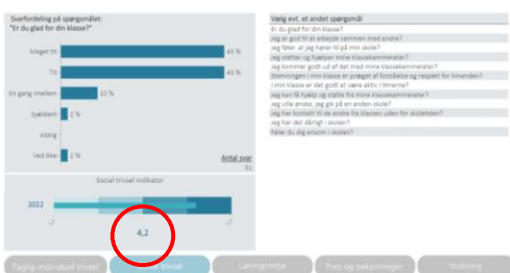 Svarfordeling på spørgsmålet:
"Er du glad for din klasse?"
Meget tit
43 %
Tit
43 %
En gang imellem
10 %
Sjældent
2 %
Aldrig
Ved ikke
2 %
Antal svar
51
Social trivsel indikator
2022
4,2
Vælg evt. et andet spørgsmål
Er du glad for din klasse?
Jeg er god til at arbejde sammen med andre?
Jeg føler, at jeg hører til på min skole?
Jeg støtter og hjælper mine klassekammerater?
Jeg kommer godt ud af det med mine klassekammerater?
Stemningen i min klasse er præget af forståelse og respekt for hinanden?
I min klasse er det godt at være aktiv i timerne?
Jeg kan få hjælp og støtte fra mine klassekammerater?
Jeg ville ønske, jeg gik på en anden skole?
Jeg har kontakt til de andre fra klassen uden for skoletiden?
Jeg har det dårligt i skolen?
Føler du dig ensom i skolen?
Faglig individuel trivsel
trivsel
Læringsmiljø
Pres og bekymringer
Mobning